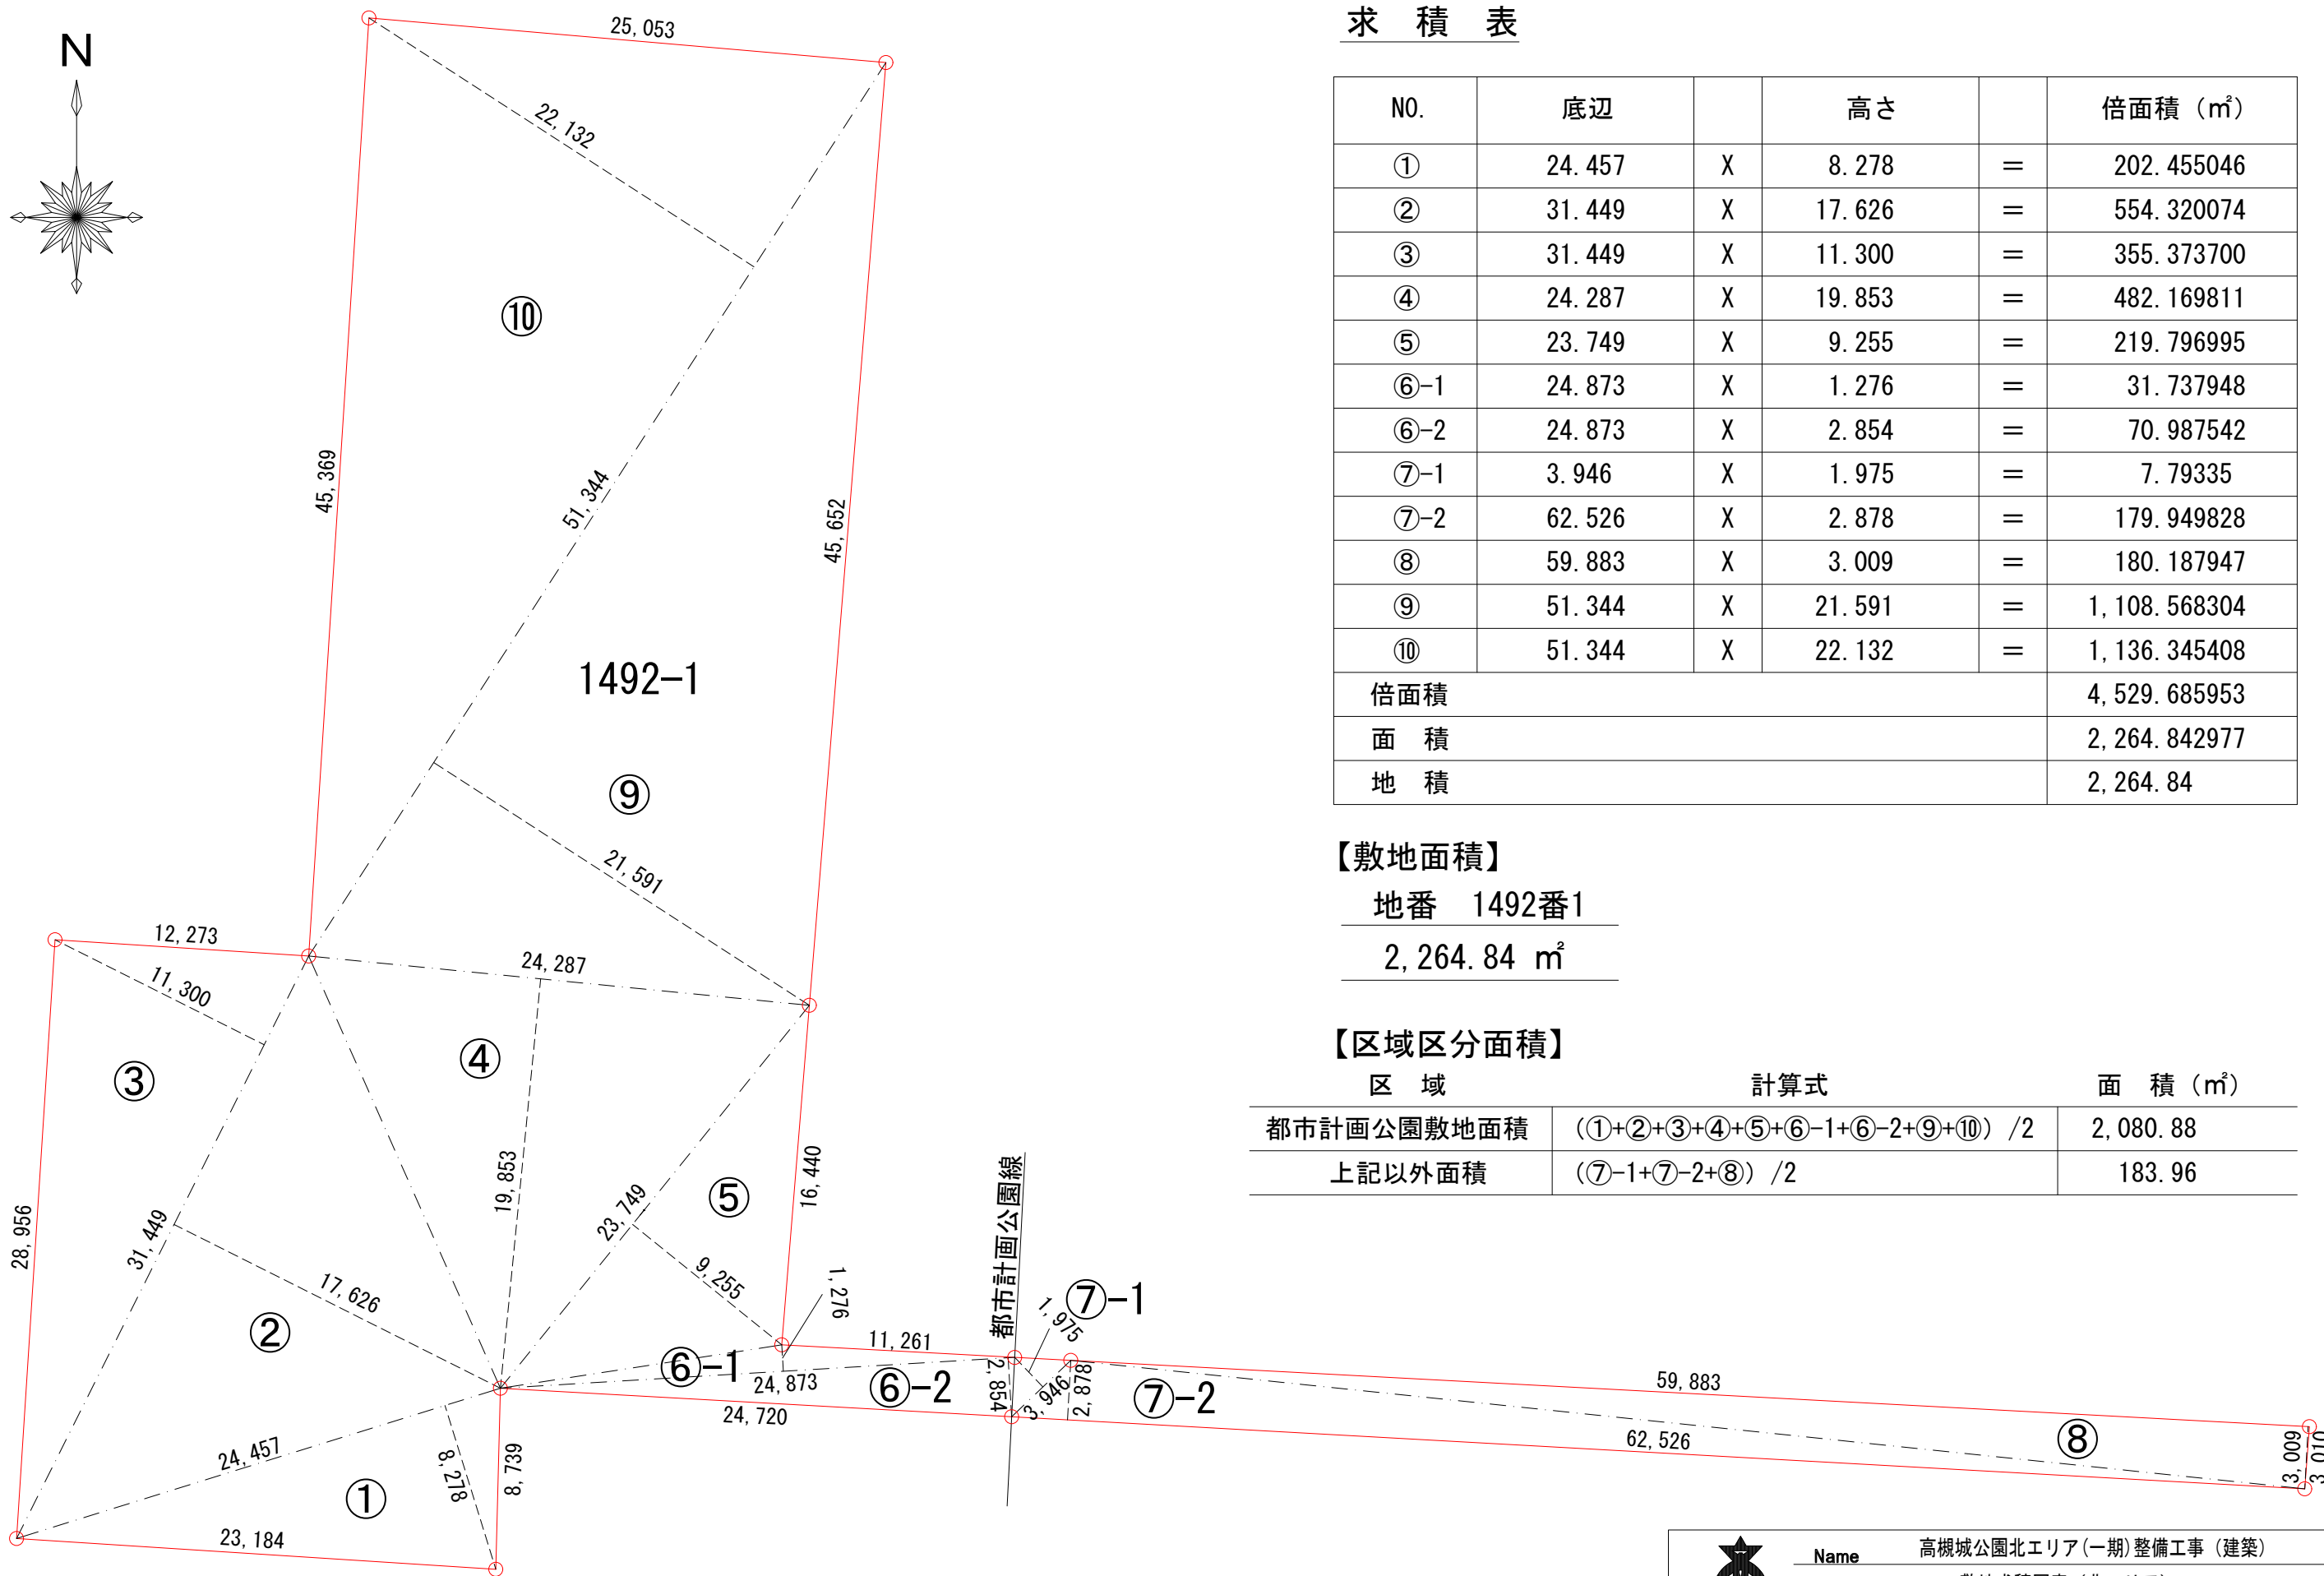 求 積 表
NO. 底辺 高さ 倍面積（㎡）
① 24.457 X 8.278 = 202.455046
② 31.449 X 17.626 = 554.320074
③ 31.449 X 11.300 = 355.373700
④ 24.287 X 19.853 = 482.169811
⑤ 23.749 X 9.255 = 219.796995
⑥-1 24.873 X 1.276 = 31.737948
⑥-2 24.873 X 2.854 = 70.987542
⑦-1 3.946 X 1.975 = 7.79335
⑦-2 62.526 X 2.878 = 179.949828
⑧ 59.883 X 3.009 = 180.187947
⑨ 51.344 X 21.591 = 1,108.568304
⑩ 51.344 X 22.132 = 1,136.345408
倍面積 4,529.685953
面 積 2,264.842977
地 積 2,264.84
【敷地面積】
地番 1492番1
2,264.84 ㎡
【区域区分面積】
区 域 計算式 面 積（㎡）
都市計画公園敷地面積 （①+②+③+④+⑤+⑥-1+⑥-2+⑨+⑩）/2 2,080.88
上記以外面積 （⑦-1+⑦-2+⑧）/2 183.96
N
25,053
22,132
⑩
45,369
51,344
45,652
1492-1
⑨
21,591
12,273
11,300
24,287
③
④
28,956
31,449
19,853
23,749
⑤
16,440
17,626
②
9,255
1,276
都市計画公園線
⑦-1
1,975
11,261
⑥-1
24,873
⑥-2
2,854
3,946
2,878
⑦-2
59,883
24,720
62,526
⑧
3,009
3,010
24,457
8,278
8,739
①
23,184
Name 高槻城公園北エリア(一期)整備工事（建築）